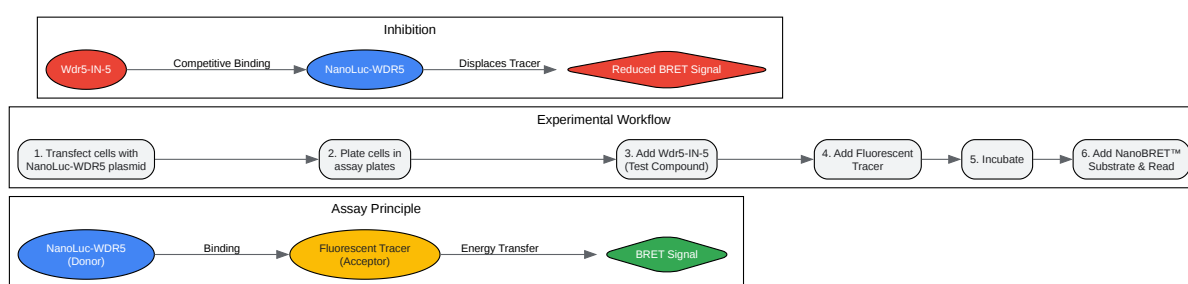 Inhibition
Wdr5-IN-5
Competitive Binding
NanoLuc-WDR5
Displaces Tracer
Reduced BRET Signal
Experimental Workflow
1. Transfect cells with
NanoLuc-WDR5 plasmid
2. Plate cells in
assay plates
3. Add Wdr5-IN-5
(Test Compound)
4. Add Fluorescent
Tracer
5. Incubate
6. Add NanoBRET™
Substrate & Read
Assay Principle
NanoLuc-WDR5
(Donor)
Binding
Fluorescent Tracer
(Acceptor)
Energy Transfer
BRET Signal